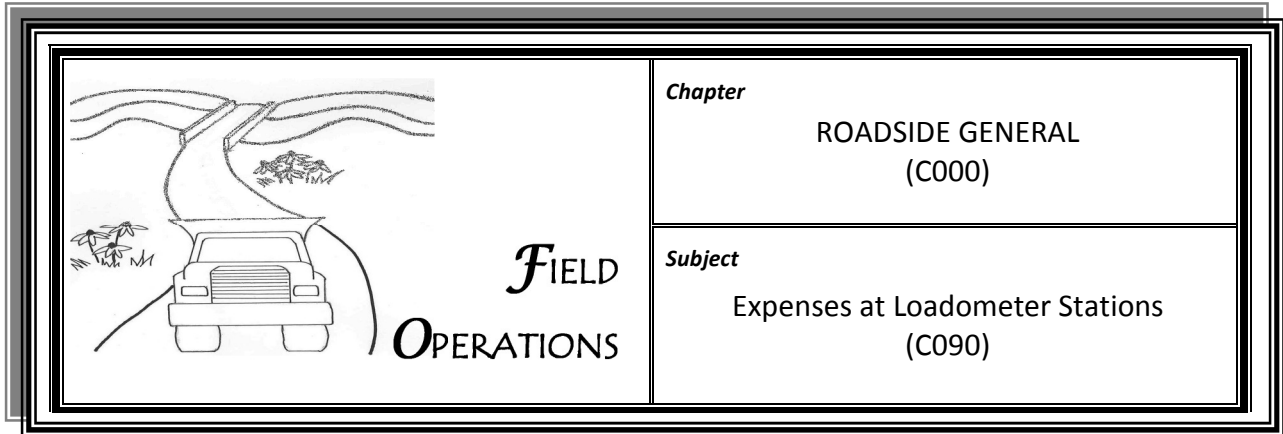 FIELD
OPERATIONS
Chapter
ROADSIDE GENERAL
(C000)
Subject
Expenses at Loadometer Stations
(C090)